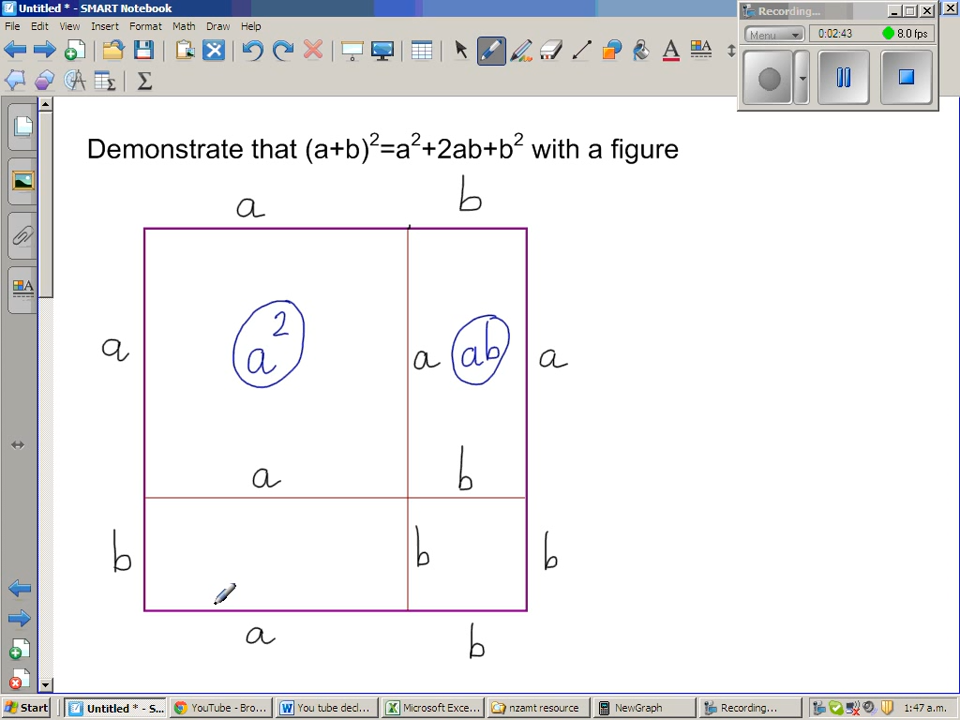 Untitled * - SMART Notebook
File Edit View Insert Format Math Draw Help
Recording...
Menu 0:02:43 8.0 fps
Demonstrate that (a+b)²=a²+2ab+b² with a figure
a b
a a² a ab a
a b
b b b
a b
Start Untitled * - S... YouTube - Bro... You tube decl... Microsoft Exce... nzamt resource NewGraph Recording... 1:47 a.m.